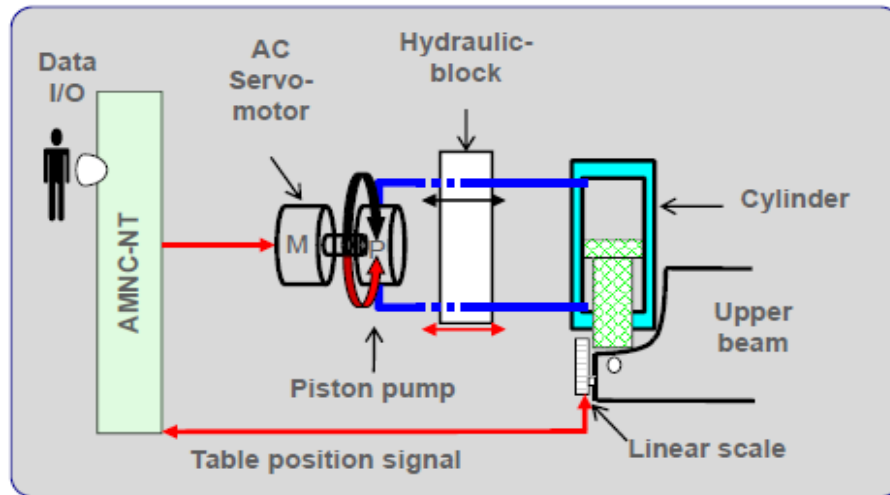 Data
I/O
AC
Servo-
motor
Hydraulic-
block
Cylinder
M
P
AMNC-NT
Upper
beam
Piston pump
Linear scale
Table position signal